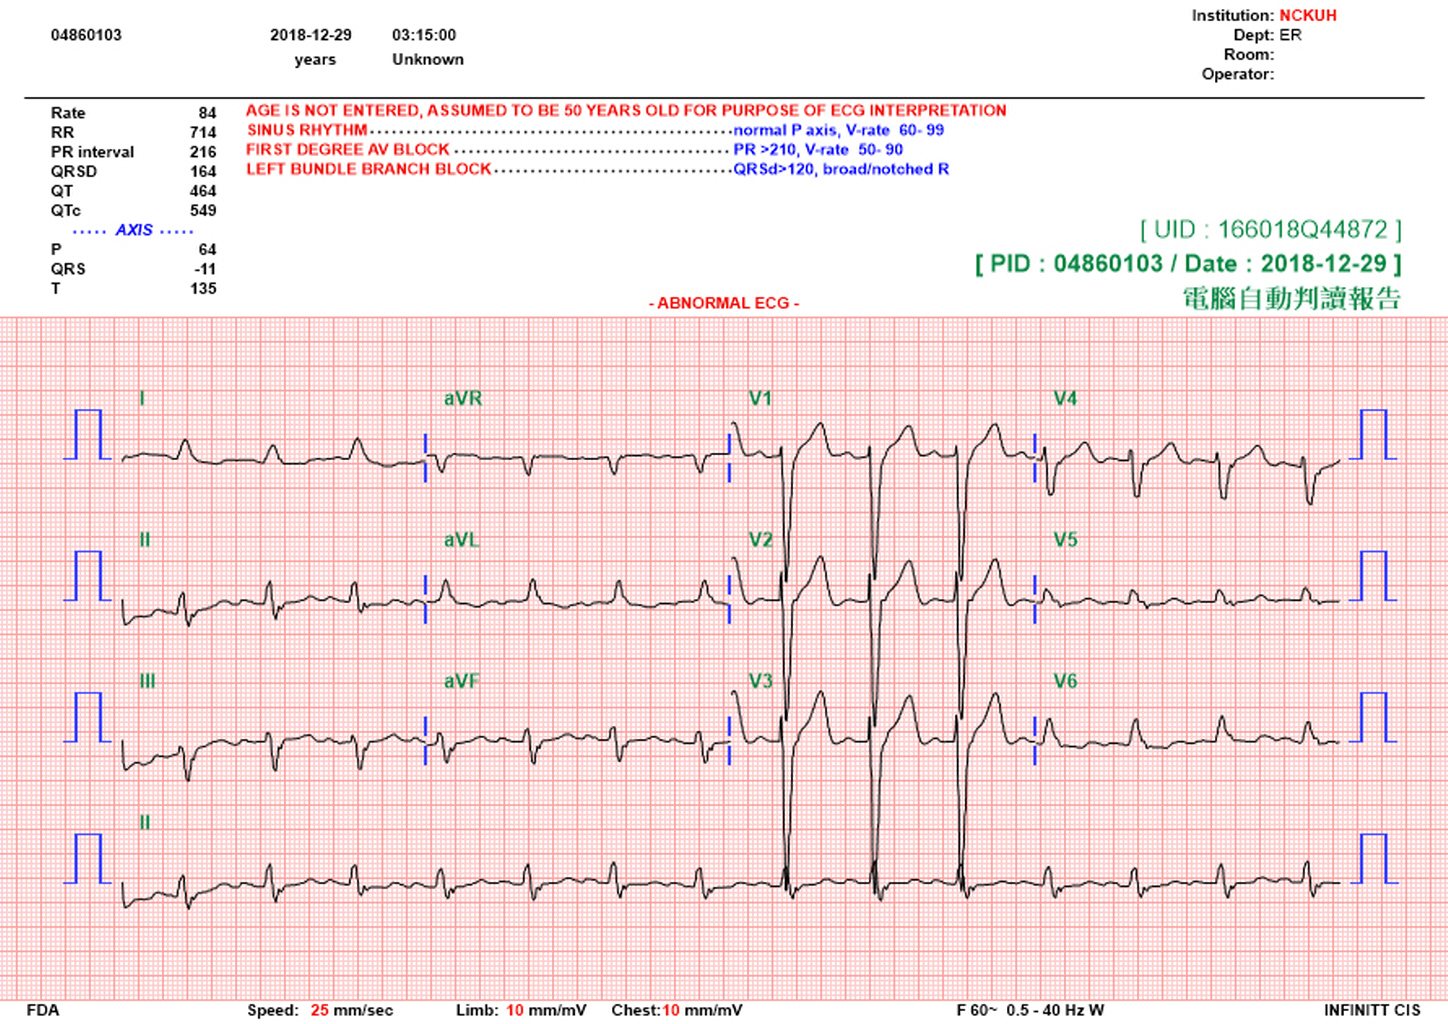 Institution: NCKUH
04860103 2018-12-29 03:15:00 Dept: ER
years Unknown Room:
Operator:
Rate 84 AGE IS NOT ENTERED, ASSUMED TO BE 50 YEARS OLD FOR PURPOSE OF ECG INTERPRETATION
RR 714 SINUS RHYTHM normal P axis, V-rate 60- 99
PR interval 216 FIRST DEGREE AV BLOCK PR >210, V-rate 50- 90
QRSD 164 LEFT BUNDLE BRANCH BLOCK QRSd>120, broad/notched R
QT 464
QTc 549
····· AXIS ·····
P 64
QRS -11
T 135
[ UID : 166018Q44872 ]
[ PID : 04860103 / Date : 2018-12-29 ]
電腦自動判讀報告
- ABNORMAL ECG -
I aVR V1 V4
II aVL V2 V5
III aVF V3 V6
II
FDA Speed: 25 mm/sec Limb: 10 mm/mV Chest:10 mm/mV F 60~ 0.5 - 40 Hz W INFINITT CIS